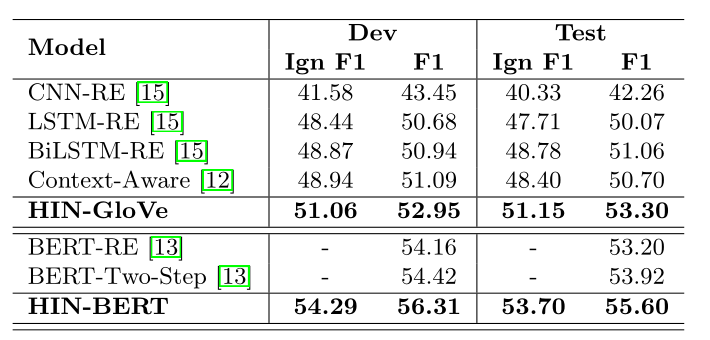 Model Dev Test
Ign F1 F1 Ign F1 F1
CNN-RE [15] 41.58 43.45 40.33 42.26
LSTM-RE [15] 48.44 50.68 47.71 50.07
BiLSTM-RE [15] 48.87 50.94 48.78 51.06
Context-Aware [12] 48.94 51.09 48.40 50.70
HIN-GloVe 51.06 52.95 51.15 53.30
BERT-RE [13] - 54.16 - 53.20
BERT-Two-Step [13] - 54.42 - 53.92
HIN-BERT 54.29 56.31 53.70 55.60